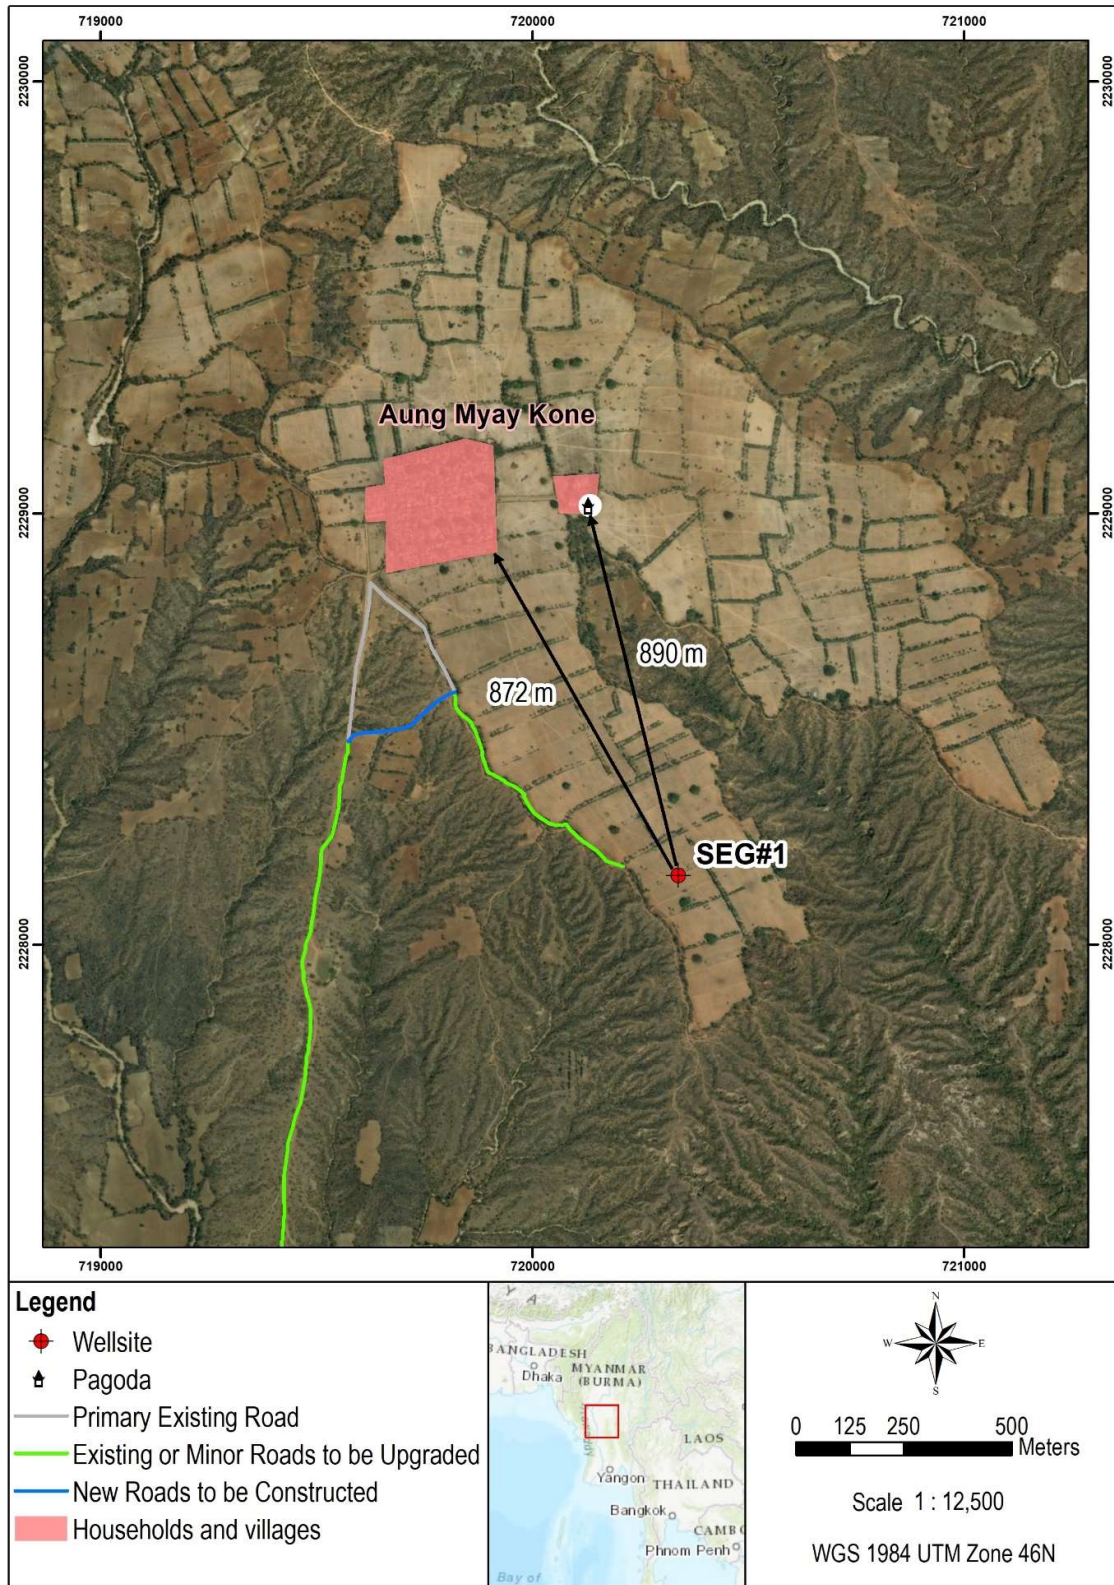 719000
720000
721000
2230000
2230000
Aung Myay Kone
2229000
2229000
890 m
872 m
SEG#1
2228000
2228000
719000
720000
721000
Legend
Wellsite
Pagoda
Primary Existing Road
Existing or Minor Roads to be Upgraded
New Roads to be Constructed
Households and villages
Y A
BANGLADESH
Dhaka
MYANMAR
(BURMA)
LAOS
Yangon
THAILAND
Bangkok
CAMBO
Phnom Penh
Bay of
N
W
E
S
0 125 250 500
Meters
Scale 1 : 12,500
WGS 1984 UTM Zone 46N